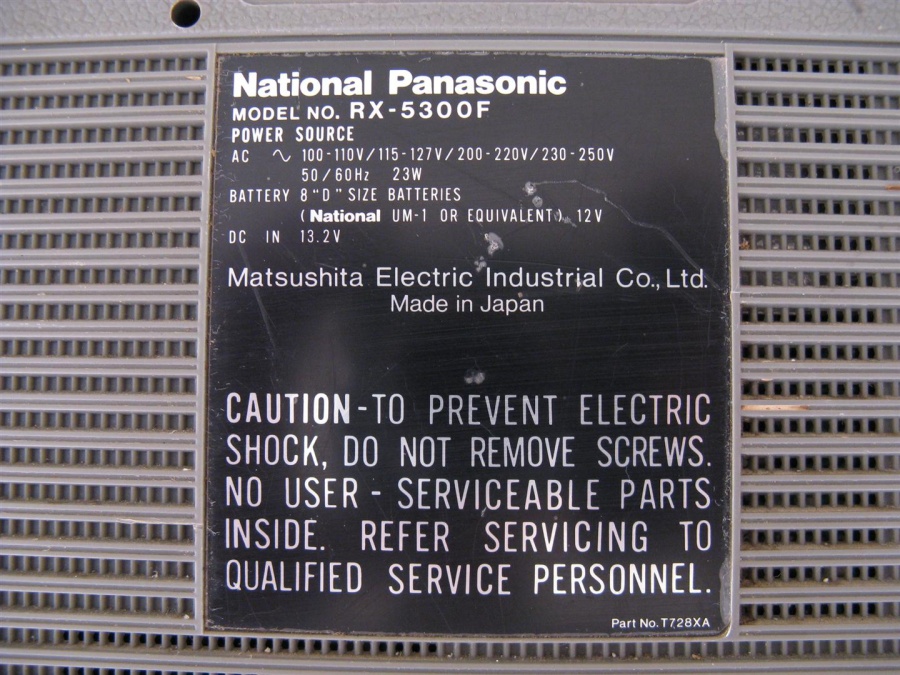 National Panasonic
MODEL NO. RX-5300F
POWER SOURCE
AC ∿ 100-110V/115-127V/200-220V/230-250V
50/60Hz 23W
BATTERY 8 "D" SIZE BATTERIES
(National UM-1 OR EQUIVALENT), 12V
DC IN 13.2V
Matsushita Electric Industrial Co., Ltd.
Made in Japan
CAUTION-TO PREVENT ELECTRIC
SHOCK, DO NOT REMOVE SCREWS.
NO USER-SERVICEABLE PARTS
INSIDE. REFER SERVICING TO
QUALIFIED SERVICE PERSONNEL.
Part No. T728XA